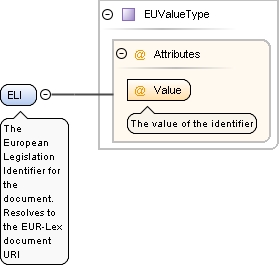 EUValueType
@ Attributes
ELI
@ Value
The value of the identifier
The
European
Legislation
Identifier for
the
document.
Resolves to
the EUR-Lex
document
URI